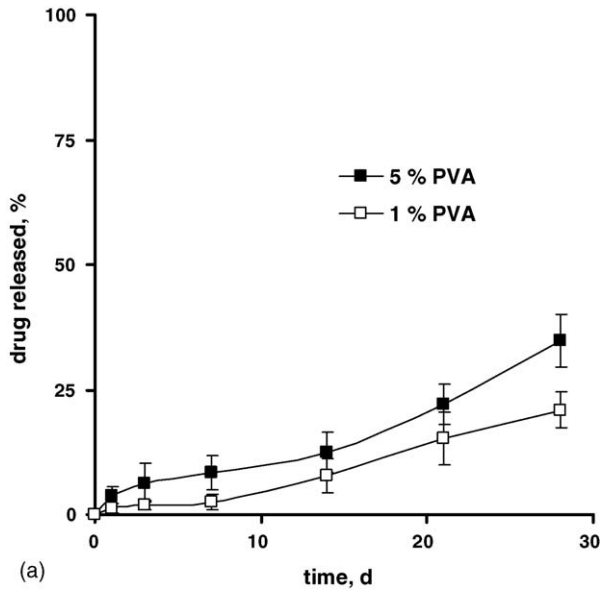 100
75
50
25
0
drug released, %
5 % PVA
1 % PVA
0 10 20 30
time, d
(a)